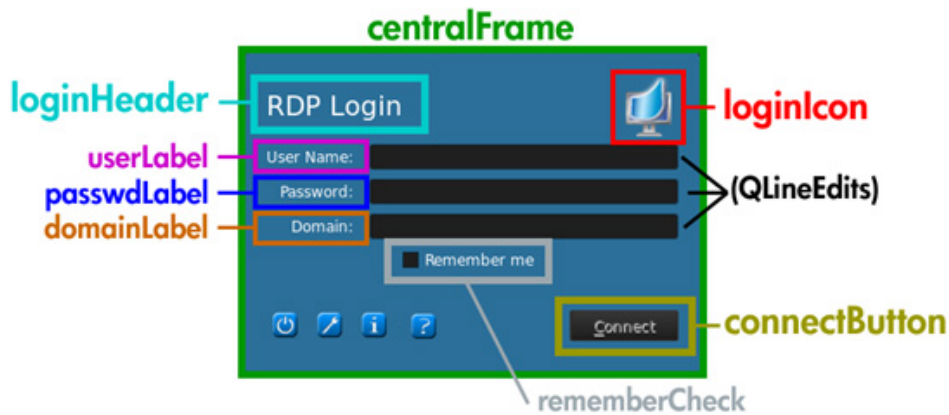 centralFrame
loginHeader
RDP Login
loginIcon
userLabel
User Name:
passwdLabel
Password:
(QLineEdits)
domainLabel
Domain:
Remember me
Connect
connectButton
rememberCheck